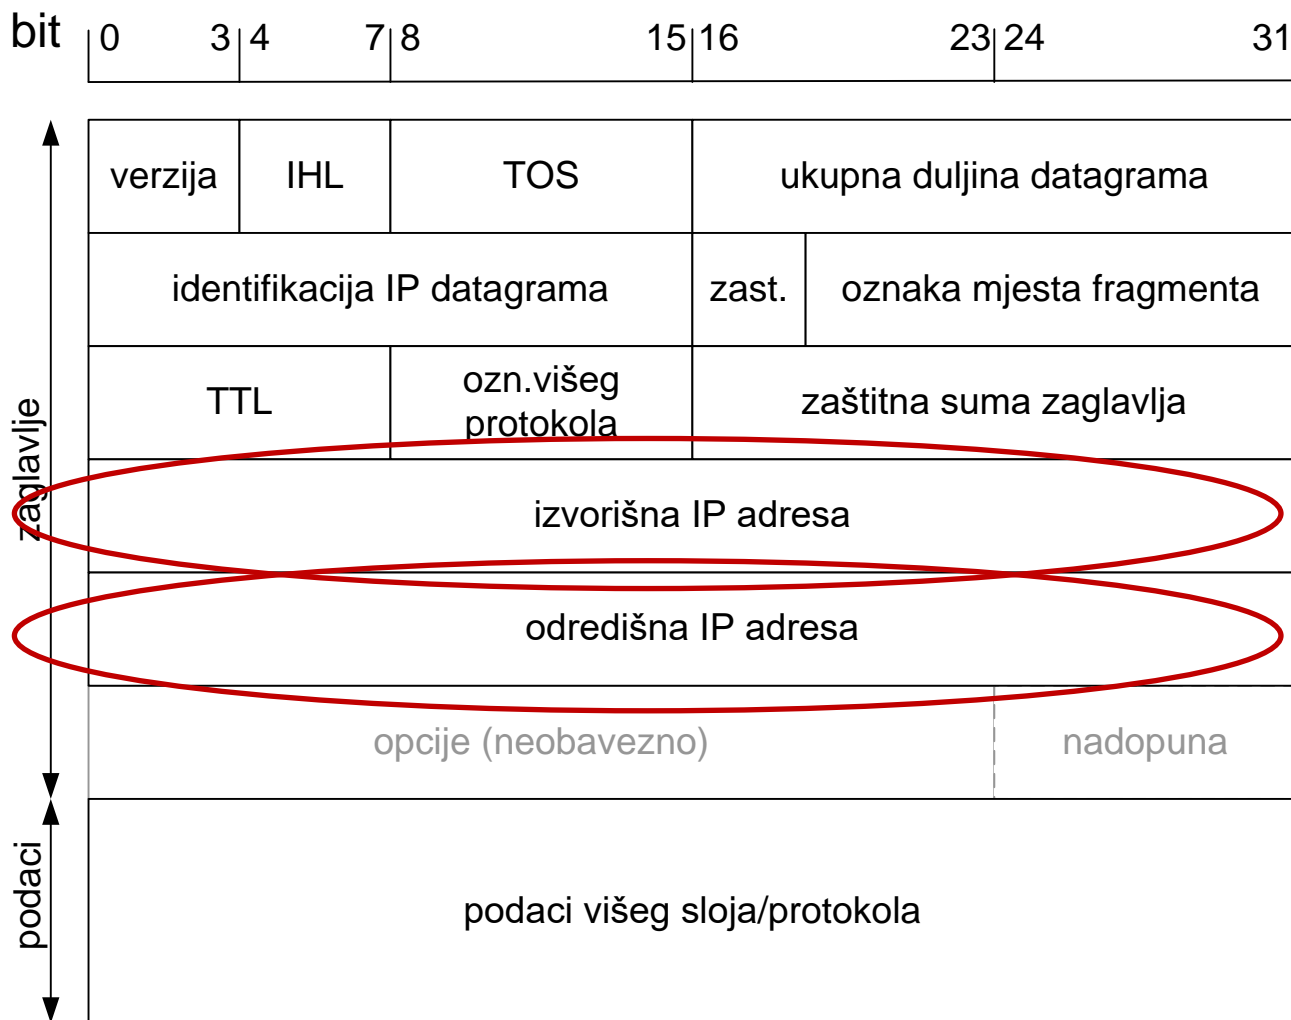 bit 0 3 4 7 8 15 16 23 24 31
verzija IHL TOS ukupna duljina datagrama
identifikacija IP datagrama zast. oznaka mjesta fragmenta
TTL ozn.višeg protokola zaštitna suma zaglavlja
zaglavlje
izvorišna IP adresa
odredišna IP adresa
opcije (neobavezno) nadopuna
podaci
podaci višeg sloja/protokola